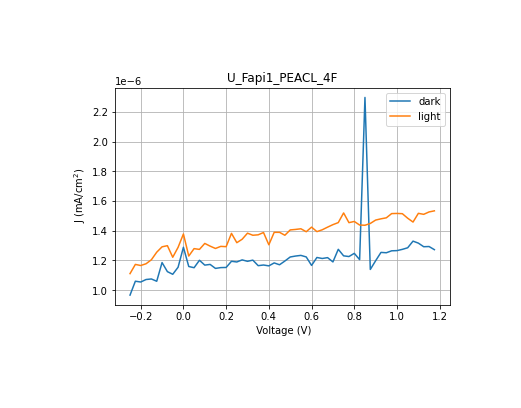 U_Fapi1_PEACL_4F
1e−6
dark
light
2.2
2.0
1.8
1.6
1.4
1.2
1.0
J (mA/cm²)
−0.2 0.0 0.2 0.4 0.6 0.8 1.0 1.2
Voltage (V)